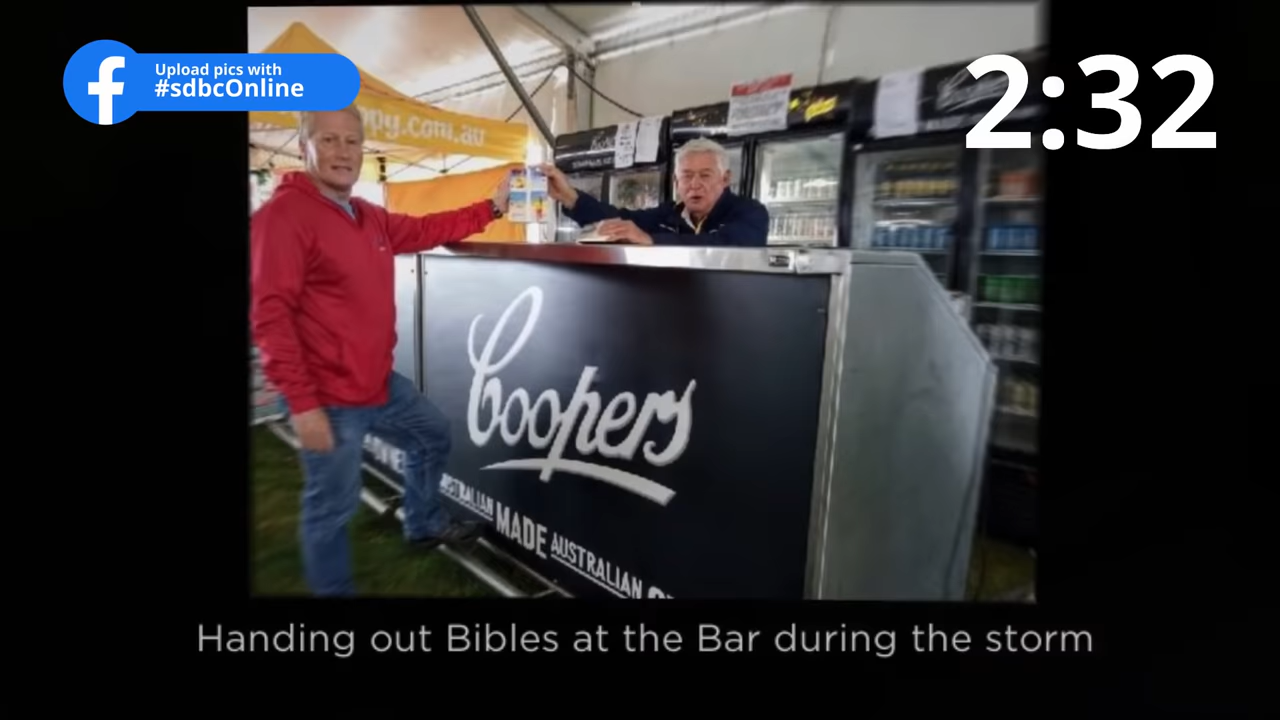 Upload pics with
#sdbcOnline
2:32
ppy.com.au
Coopers
AUSTRALIAN MADE AUSTRALIAN
Handing out Bibles at the Bar during the storm